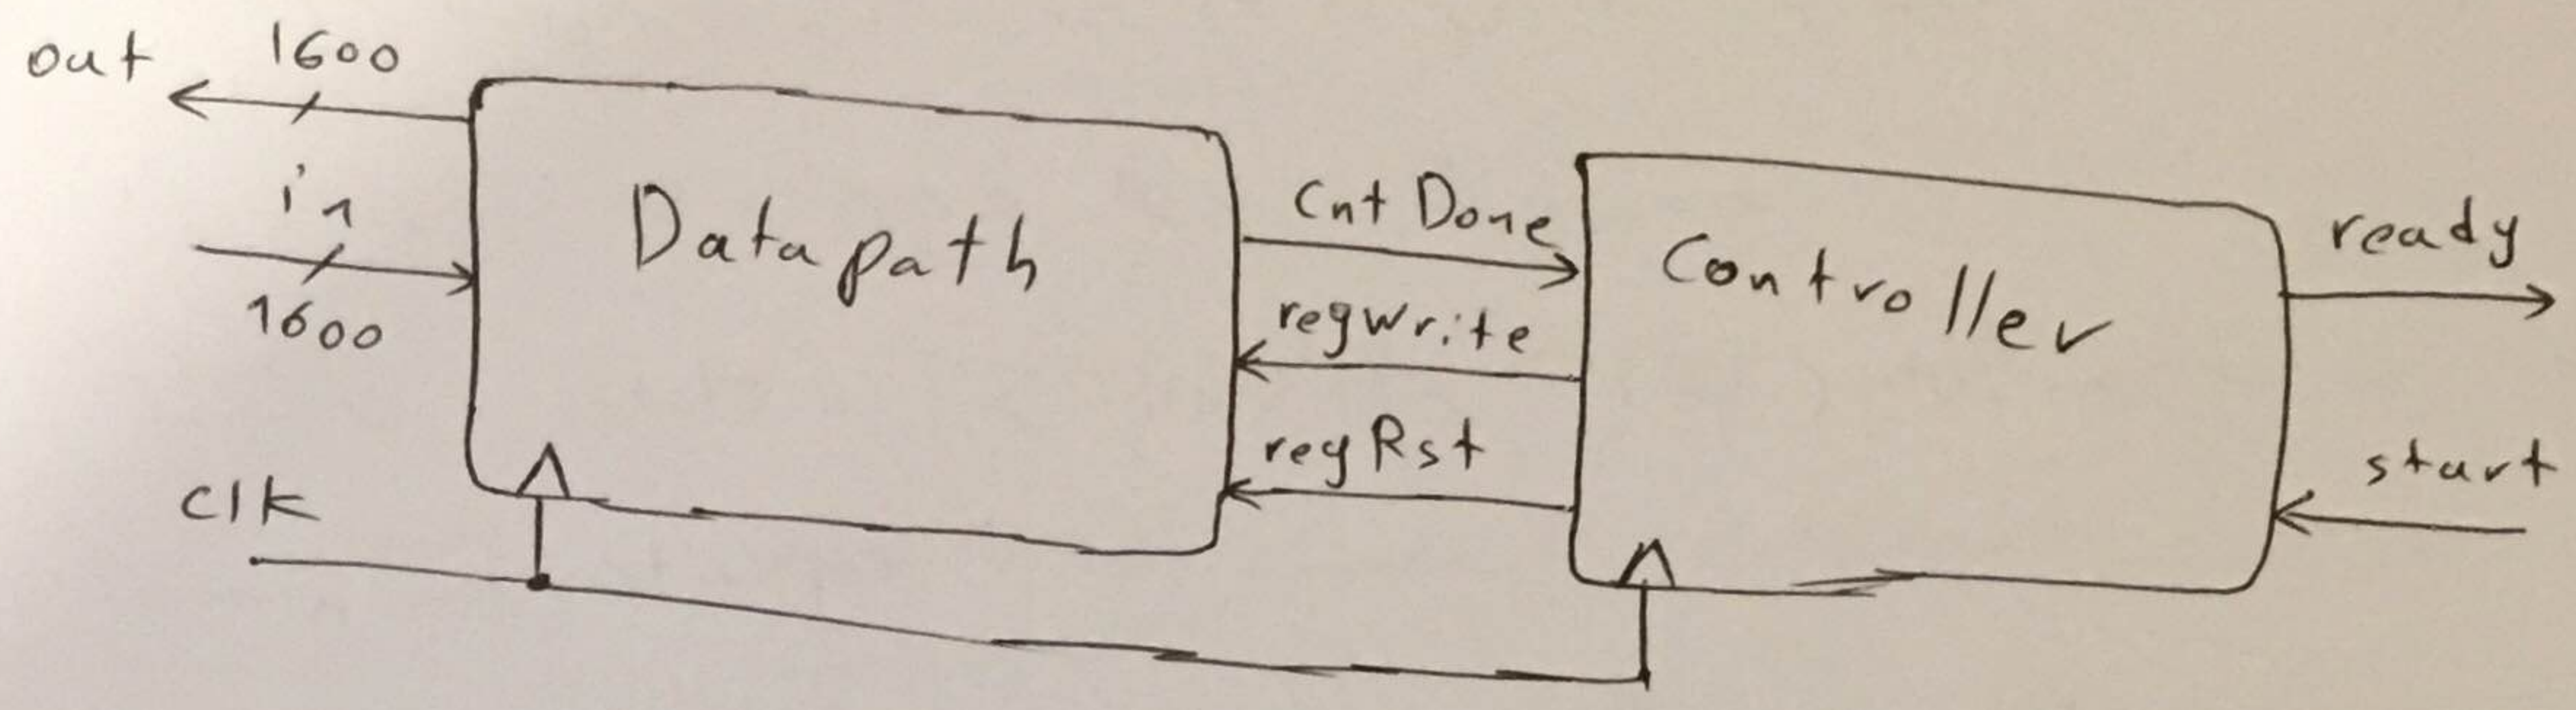 out
1600
in
1600
Datapath
Cnt Done
regWrite
regRst
Controller
ready
start
clk